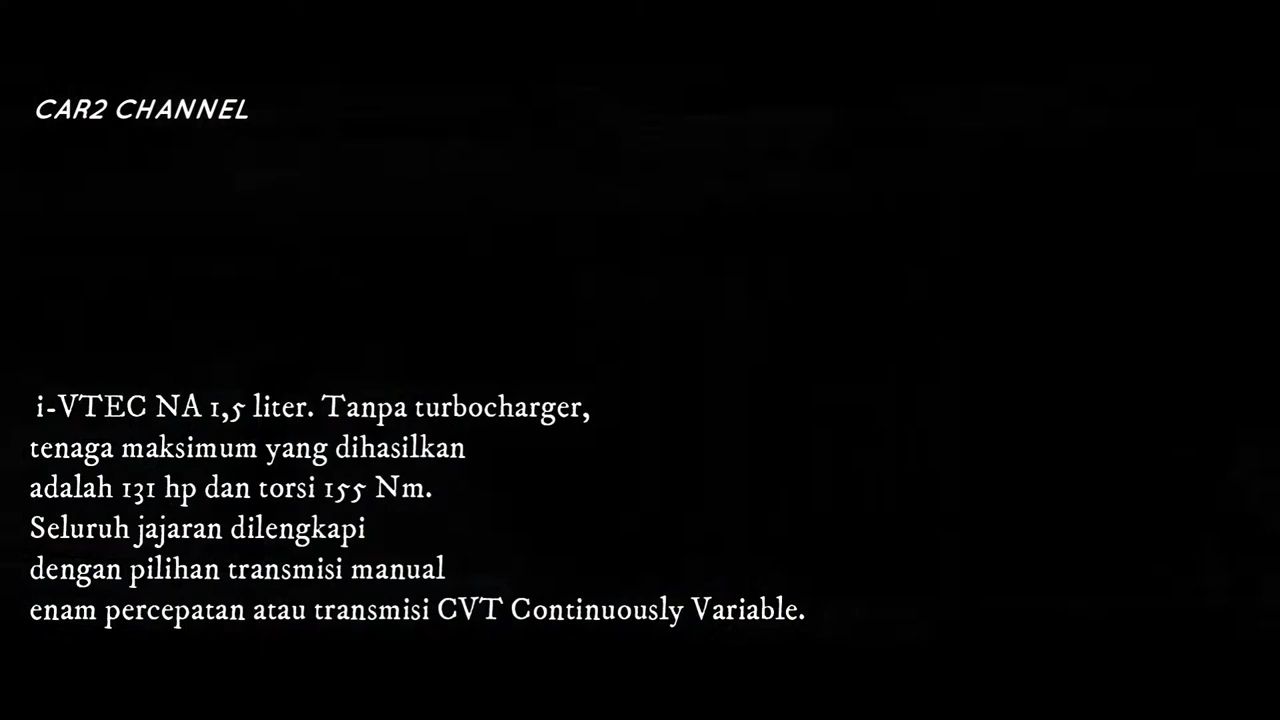 CAR2 CHANNEL
i-VTEC NA 1,5 liter. Tanpa turbocharger,
tenaga maksimum yang dihasilkan
adalah 131 hp dan torsi 155 Nm.
Seluruh jajaran dilengkapi
dengan pilihan transmisi manual
enam percepatan atau transmisi CVT Continuously Variable.